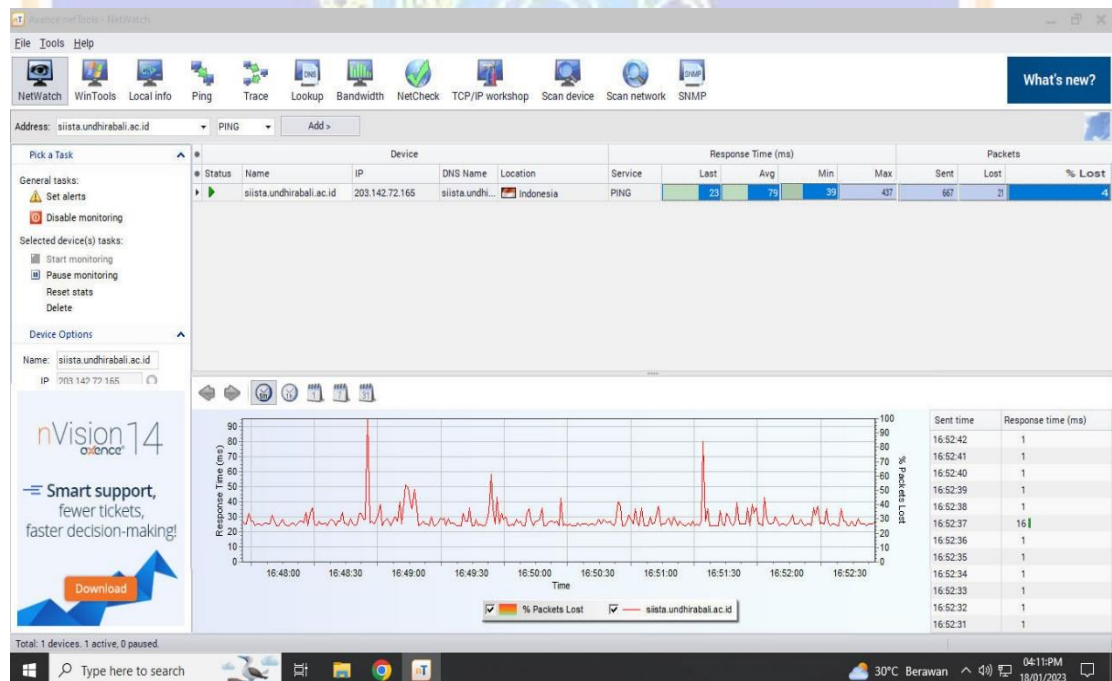 Axence netTools - NetWatch
File Tools Help
NetWatch WinTools Local info Ping Trace Lookup Bandwidth NetCheck TCP/IP workshop Scan device Scan network SNMP
What's new?
Address: siista.undhirabali.ac.id PING Add >
Pick a Task
General tasks:
Set alerts
Disable monitoring
Selected device(s) tasks:
Start monitoring
Pause monitoring
Reset stats
Delete
Device Options
Name: siista.undhirabali.ac.id
IP 203.142.72.165
Device Response Time (ms) Packets
Status Name IP DNS Name Location Service Last Avg Min Max Sent Lost % Lost
siista.undhirabali.ac.id 203.142.72.165 siista.undhi... Indonesia PING 23 79 39 437 667 21 4
nVision 14
axence
Smart support,
fewer tickets,
faster decision-making!
Download
Response Time (ms)
90
80
70
60
50
40
30
20
10
0
100
90
80
70
60
50
40
30
20
10
0
% Packets Lost
16:48:00 16:48:30 16:49:00 16:49:30 16:50:00 16:50:30 16:51:00 16:51:30 16:52:00 16:52:30
Time
% Packets Lost siista.undhirabali.ac.id
Sent time Response time (ms)
16:52:42 1
16:52:41 1
16:52:40 1
16:52:39 1
16:52:38 1
16:52:37 16
16:52:36 1
16:52:35 1
16:52:34 1
16:52:33 1
16:52:32 1
16:52:31 1
Total: 1 devices. 1 active, 0 paused.
Type here to search
nT
30°C Berawan
04:11:PM
18/01/2023